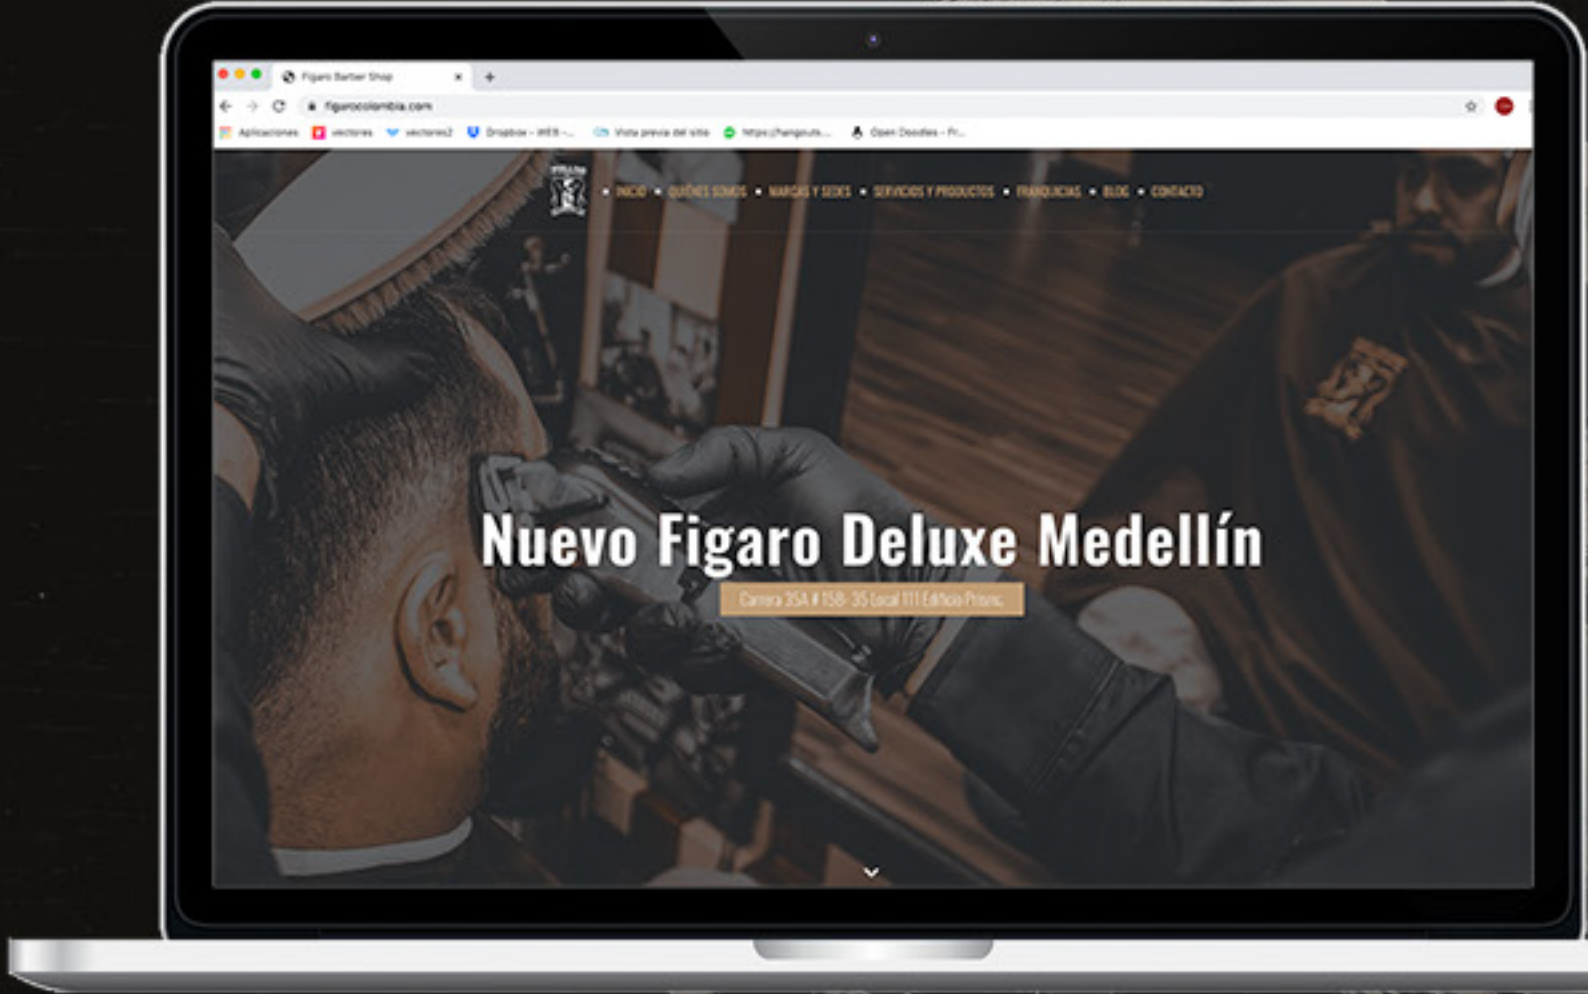 Figaro Barber Shop
figarocolombia.com
Aplicaciones vectores vectores2 Dropbox - WEB -... Vista previa del sitio https://hangouts... Open Doodles - Fr...
FIGARO
• INICIO • QUIÉNES SOMOS • MARCAS Y SEDES • SERVICIOS Y PRODUCTOS • FRANQUICIAS • BLOG • CONTACTO
Nuevo Figaro Deluxe Medellín
Carrera 35A # 15B- 35 Local 111 Edificio Prisma.